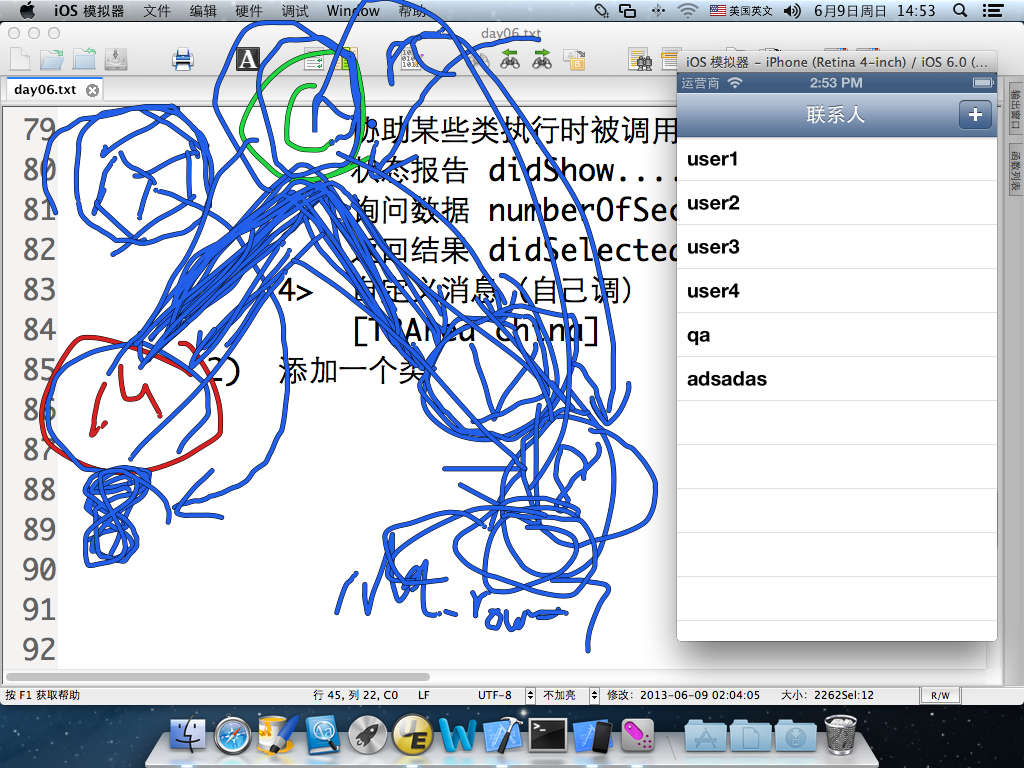 iOS 模拟器 文件 编辑 硬件 调试 Window 帮助 美国英文 6月9日周日 14:53
day06.txt
day06.txt
79 协助某些类执行时被调用
80 状态报告 didShow....
81 询问数据 numberOfSec
82 返回结果 didSelected
83 4> 自定义消息（自己调）
84
85 2) 添加一个类
86
87
88
89
90
91
92
iOS 模拟器 – iPhone (Retina 4-inch) / iOS 6.0 (...
运营商 2:53 PM
联系人 +
user1
user2
user3
user4
qa
adsadas
输出窗口
函数列表
按 F1 获取帮助 行 45, 列 22, C0 LF UTF-8 不加亮 修改: 2013-06-09 02:04:05 大小: 2262Sel:12 R/W